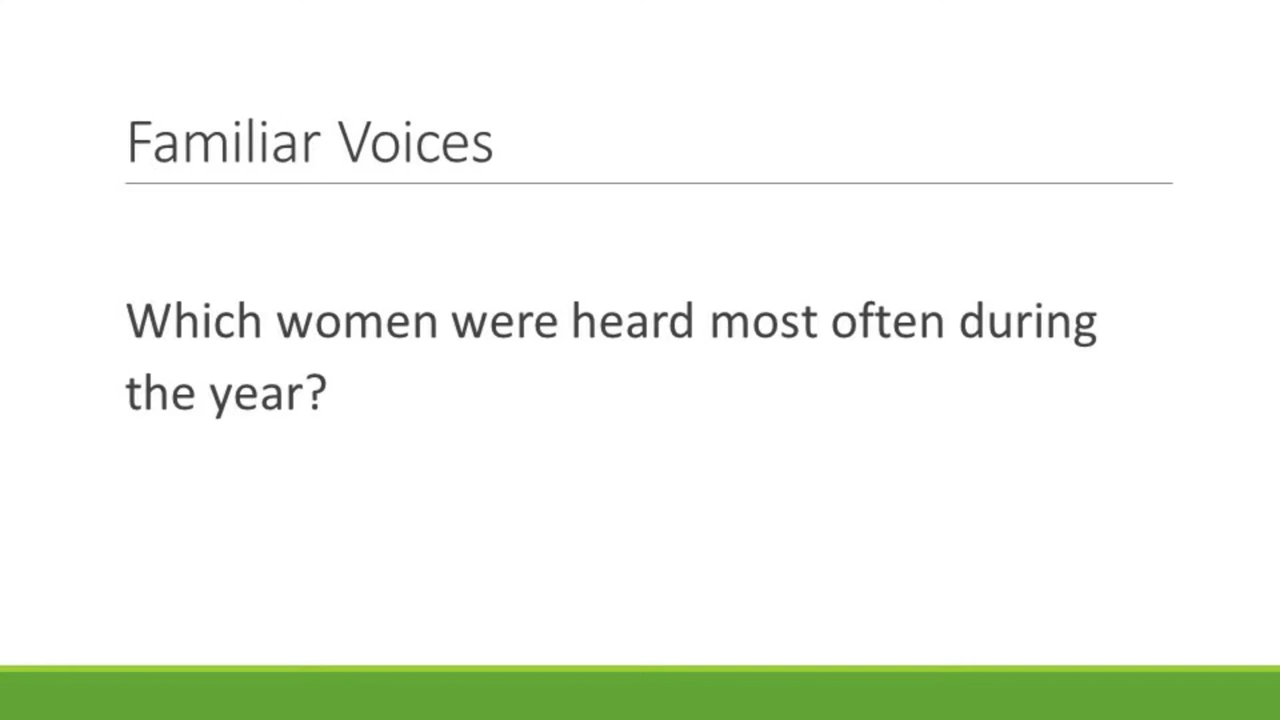 Familiar Voices
Which women were heard most often during
the year?